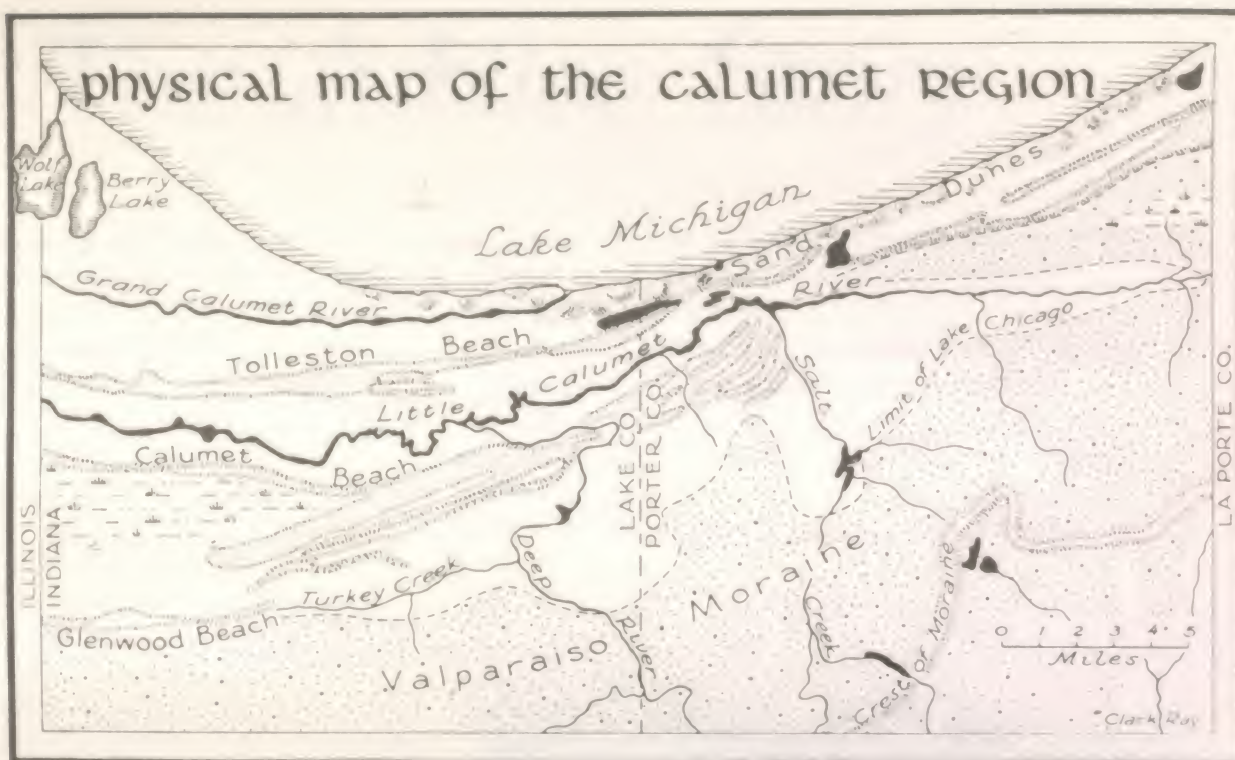 physical map of the calumet region
Wolf
Lake
Berry
Lake
Lake Michigan
Sand Dunes
Grand Calumet River
Tolleston Beach
Little Calumet River
Calumet Beach
Salt Creek
Limit of Lake Chicago
LAKE CO.
PORTER CO.
LA PORTE CO.
ILLINOIS
INDIANA
Deep River
Turkey Creek
Glenwood Beach
Valparaiso Moraine
Crest of Moraine
0 1 2 3 4 5
Miles
Clark Ray